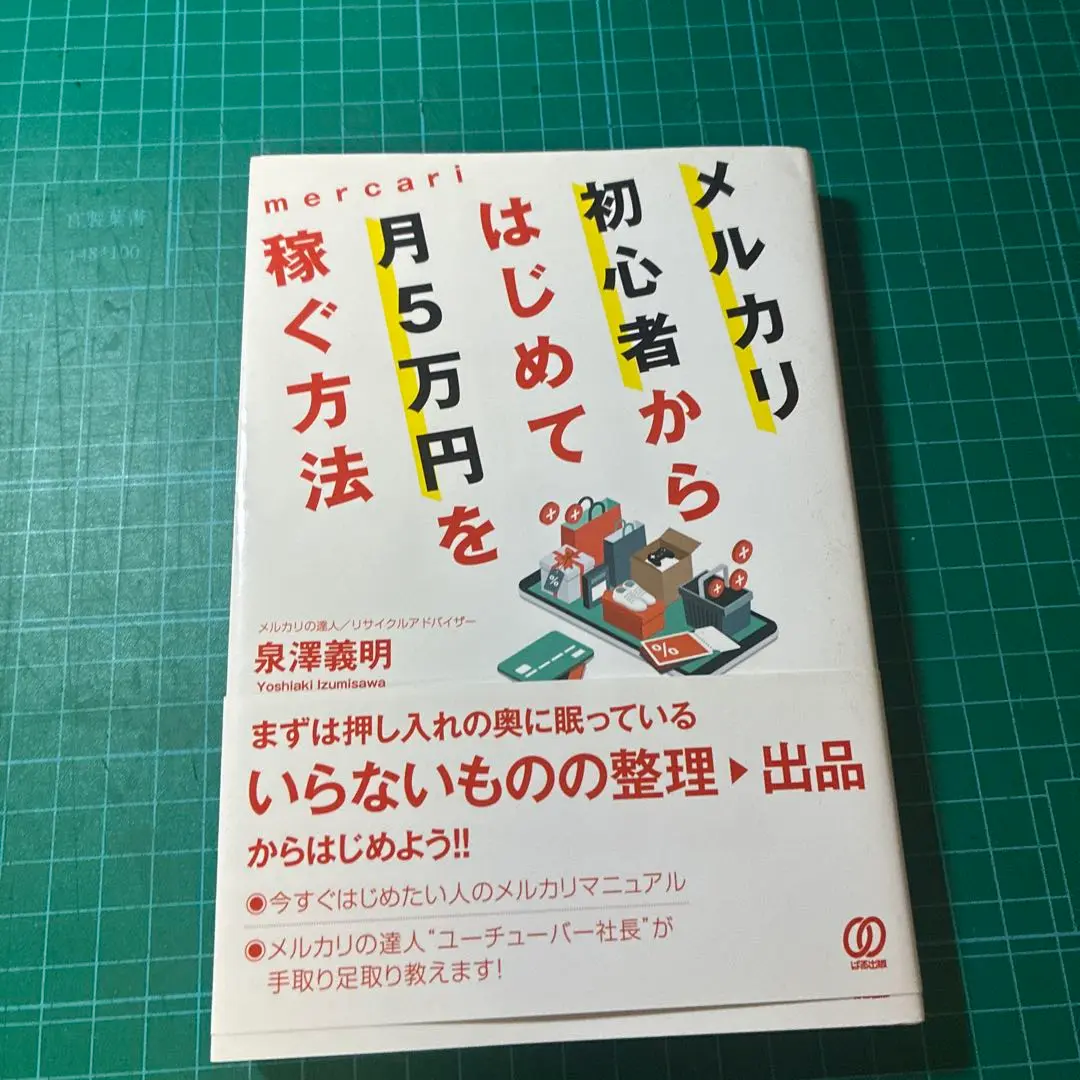 mercari
メルカリ
初心者から
はじめて
月5万円を
稼ぐ方法
メルカリの達人／リサイクルアドバイザー
泉澤義明
Yoshiaki Izumisawa
まずは押し入れの奥に眠っている
いらないものの整理▶出品
からはじめよう!!
◉今すぐはじめたい人のメルカリマニュアル
◉メルカリの達人“ユーチューバー社長”が
手取り足取り教えます!
ぱる出版
148*100